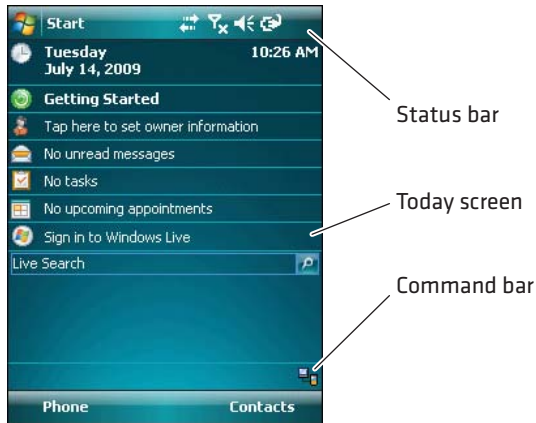 Start
Tuesday 10:26 AM
July 14, 2009
Getting Started
Tap here to set owner information
No unread messages
No tasks
No upcoming appointments
Sign in to Windows Live
Live Search
Phone Contacts
Status bar
Today screen
Command bar